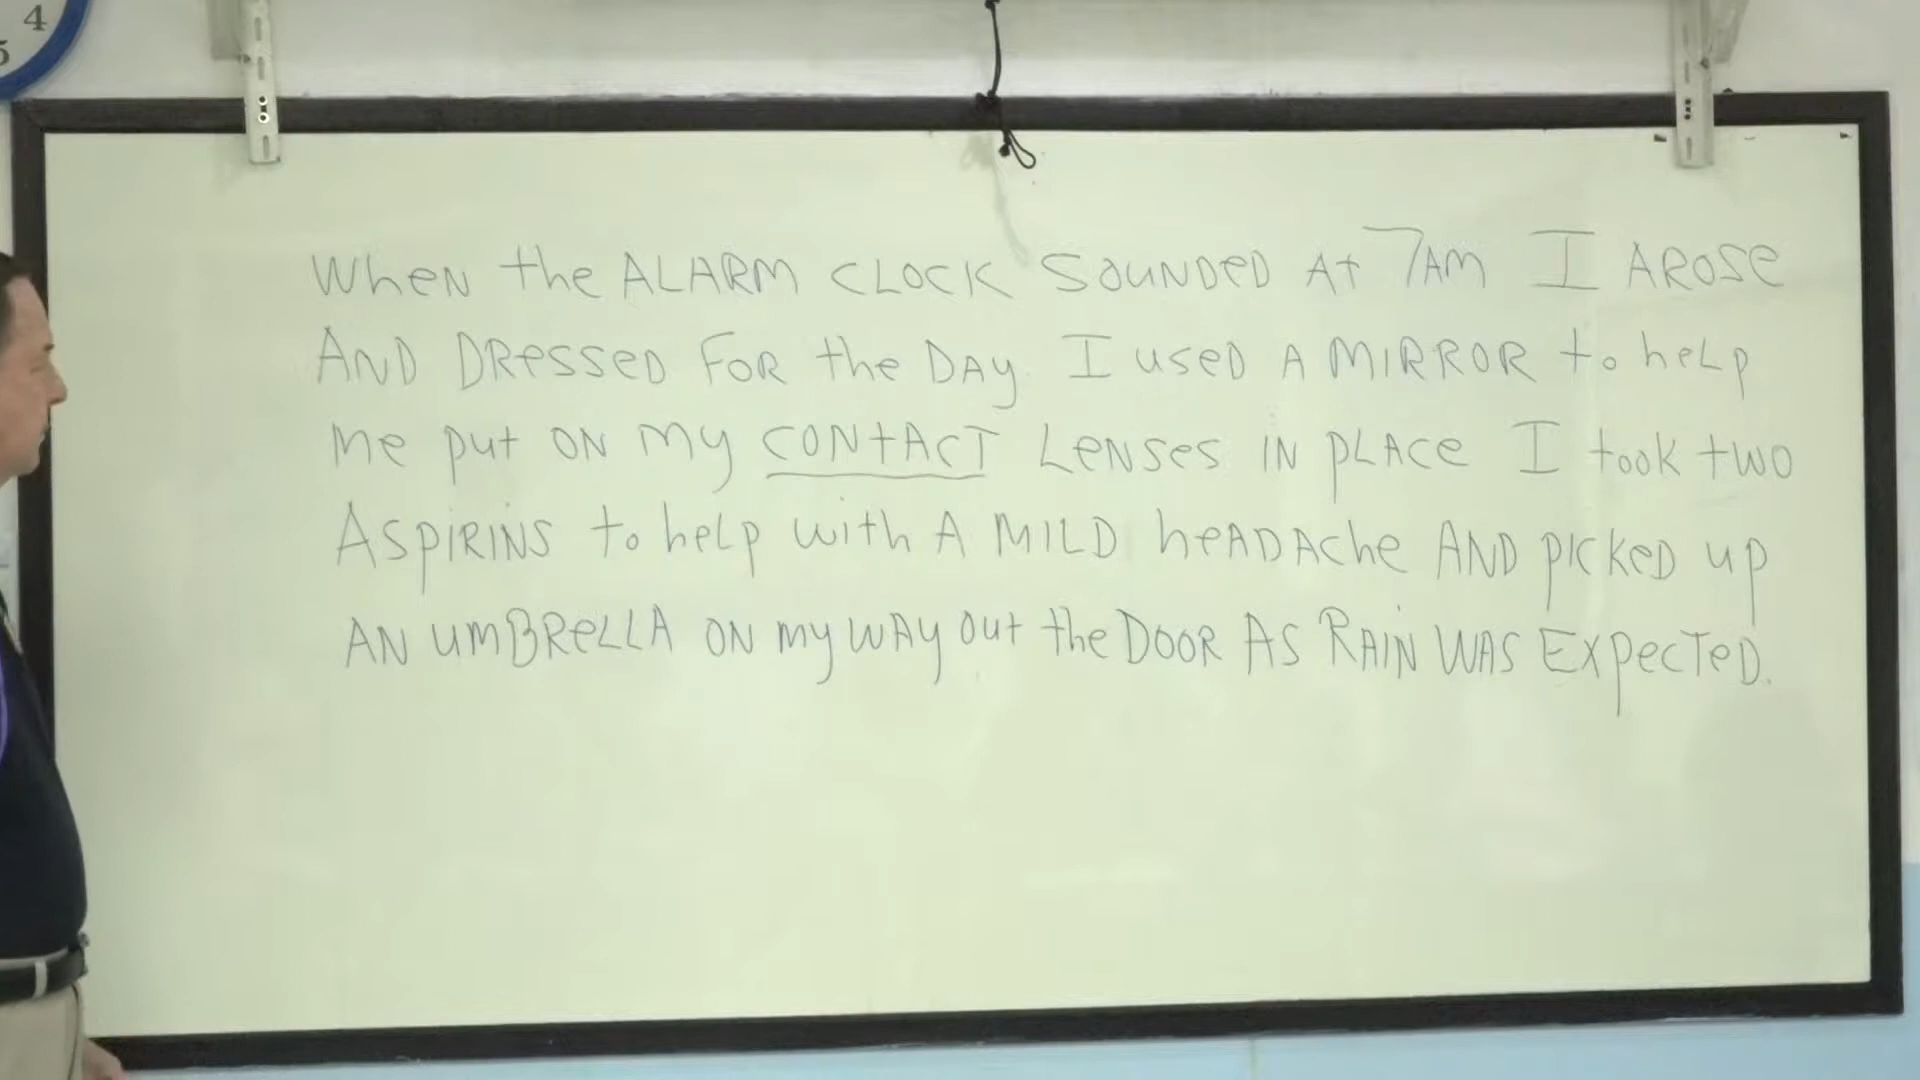 4
5
When the ALARM CLOCK SOUNDED At 7AM I AROSE
AND DRessED FOR the DAY. I useD A MIRROR to heLp
me put ON my CONtACT LeNses IN pLACe I took two
AspIRINS to help with A MILD heADAche AND pIcKeD up
AN umBReLLA ON my WAy out the DOOR AS RAIN WAS ExpecTeD.